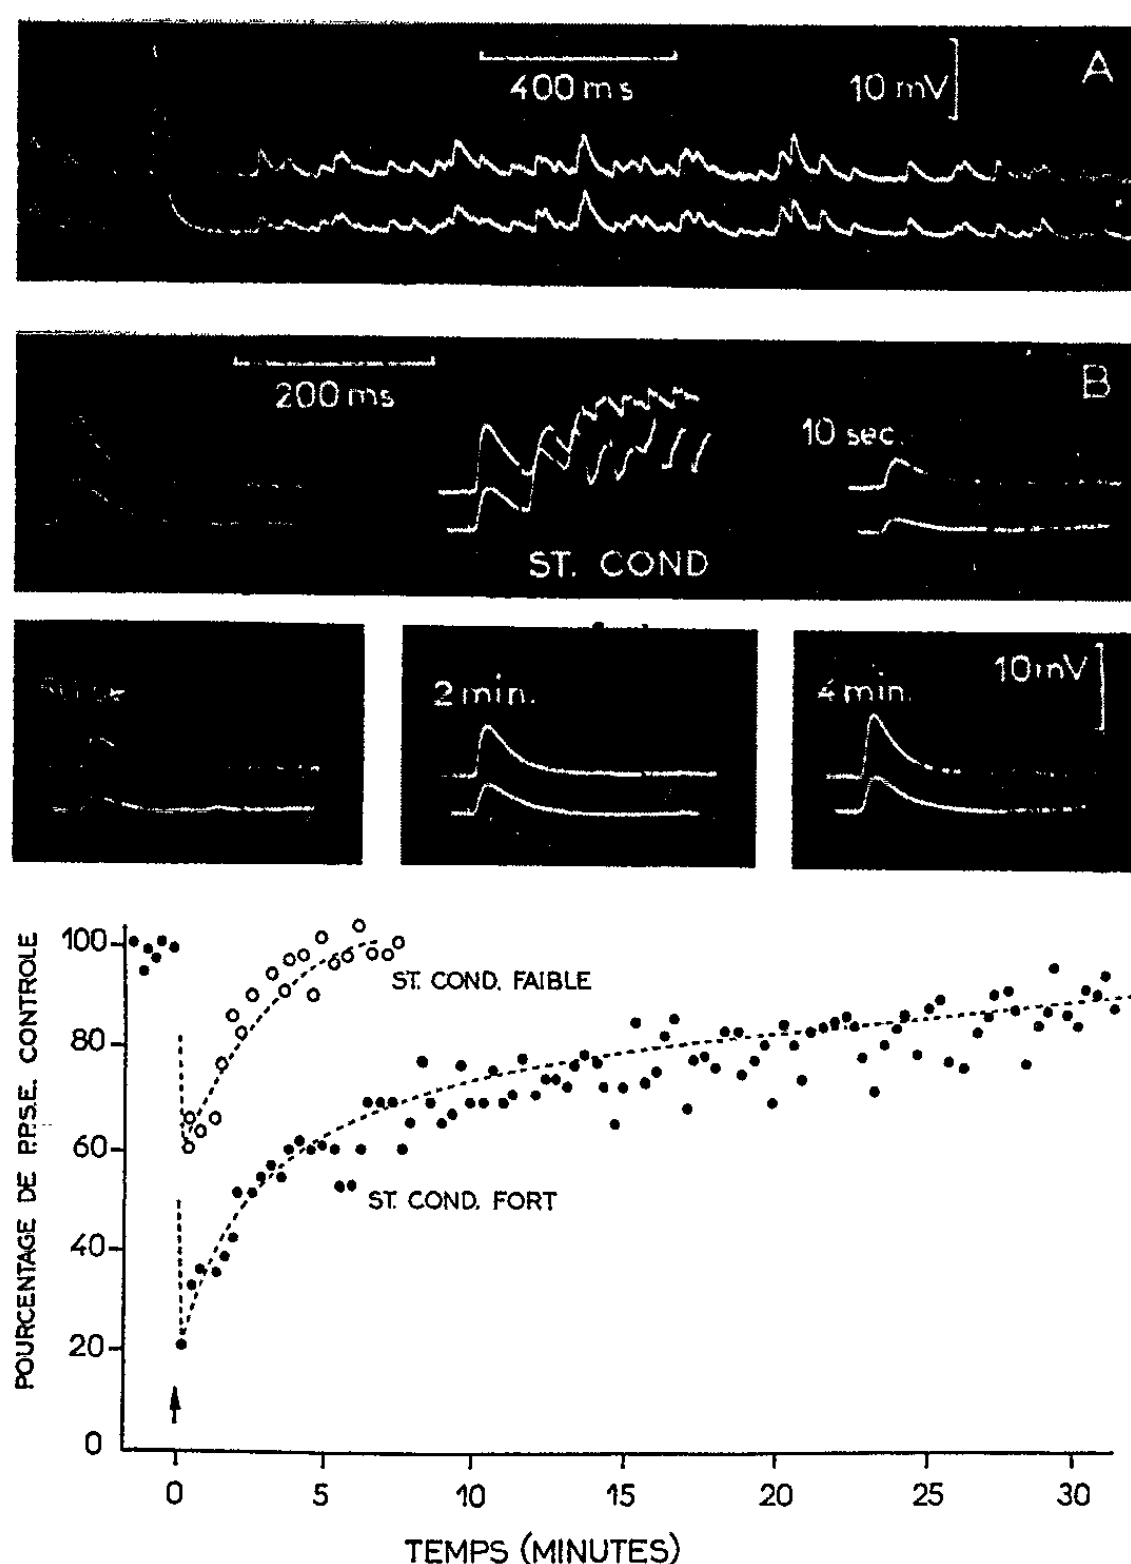 A
400 ms
10 mV
B
200 ms
10 sec.
ST. COND
2 min.
4 min.
10 mV
POURCENTAGE DE P.P.S.E. CONTROLE
100
80
60
40
20
0
ST. COND. FAIBLE
ST. COND. FORT
0 5 10 15 20 25 30
TEMPS (MINUTES)